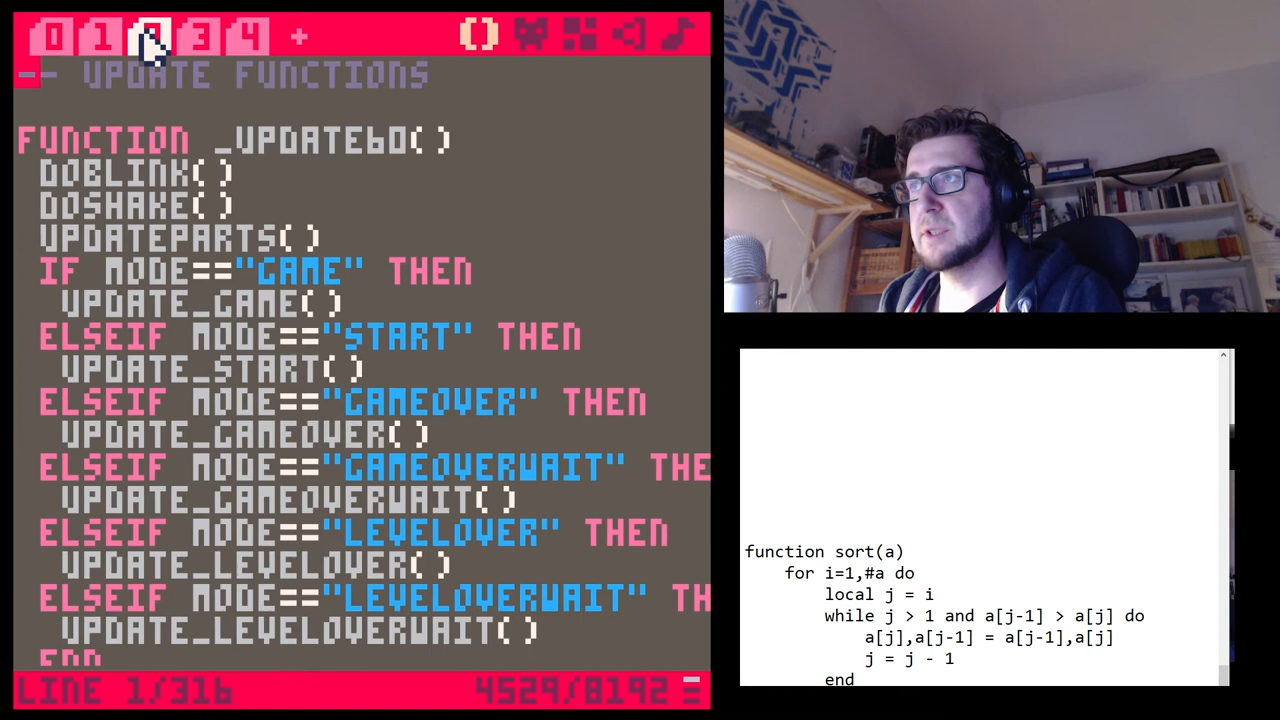 0 1 2 3 4 + ()
-- UPDATE FUNCTIONS
FUNCTION _UPDATE60()
DOBLINK()
DOSHAKE()
UPDATEPARTS()
IF MODE=="GAME" THEN
UPDATE_GAME()
ELSEIF MODE=="START" THEN
UPDATE_START()
ELSEIF MODE=="GAMEOVER" THEN
UPDATE_GAMEOVER()
ELSEIF MODE=="GAMEOVERWAIT" THE
UPDATE_GAMEOVERWAIT()
ELSEIF MODE=="LEVELOVER" THEN
UPDATE_LEVELOVER()
ELSEIF MODE=="LEVELOVERWAIT" TH
UPDATE_LEVELOVERWAIT()
END
LINE 1/316 4529/8192
function sort(a)
for i=1,#a do
local j = i
while j > 1 and a[j-1] > a[j] do
a[j],a[j-1] = a[j-1],a[j]
j = j - 1
end